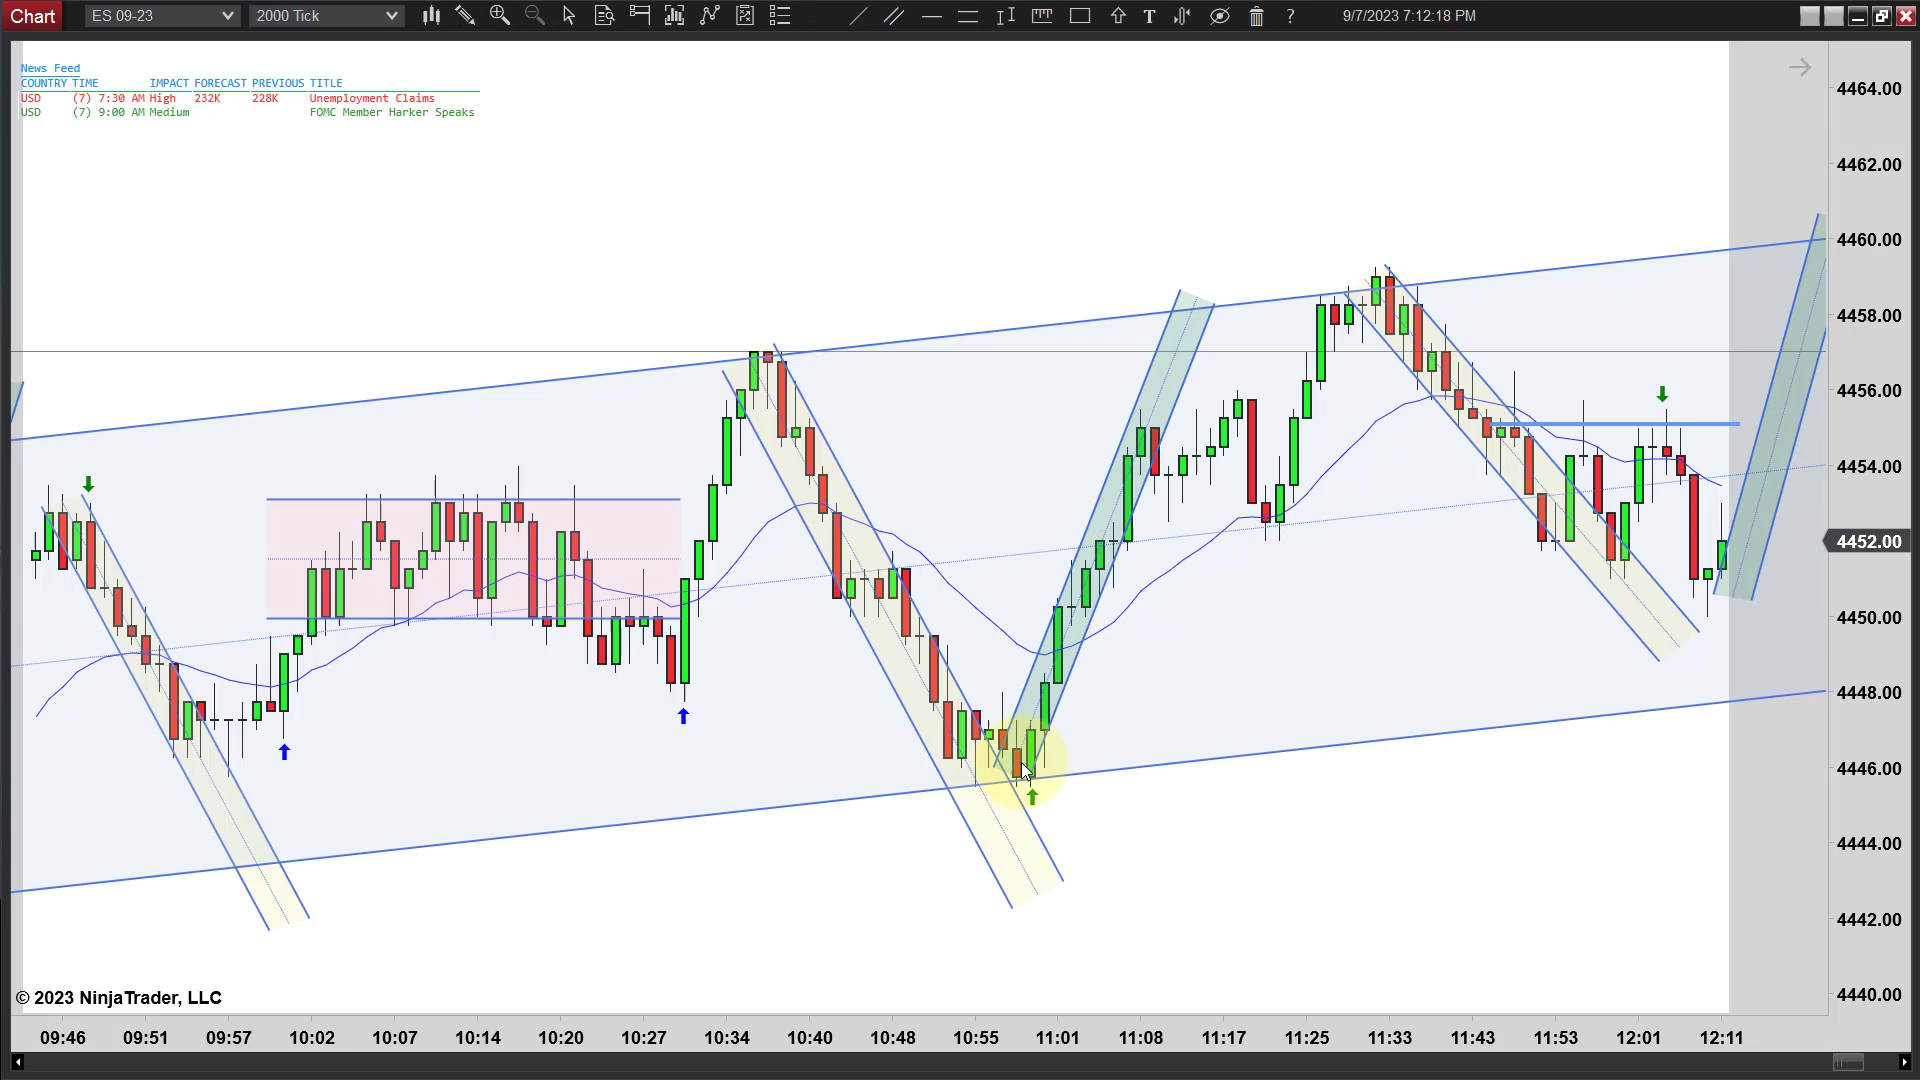 Chart ES 09-23 2000 Tick T ? 9/7/2023 7:12:18 PM
News Feed
COUNTRY TIME IMPACT FORECAST PREVIOUS TITLE
USD (7) 7:30 AM High 232K 228K Unemployment Claims
USD (7) 9:00 AM Medium FOMC Member Harker Speaks
4464.00
4462.00
4460.00
4458.00
4456.00
4454.00
4452.00
4450.00
4448.00
4446.00
4444.00
4442.00
4440.00
© 2023 NinjaTrader, LLC
09:46 09:51 09:57 10:02 10:07 10:14 10:20 10:27 10:34 10:40 10:48 10:55 11:01 11:08 11:17 11:25 11:33 11:43 11:53 12:01 12:11